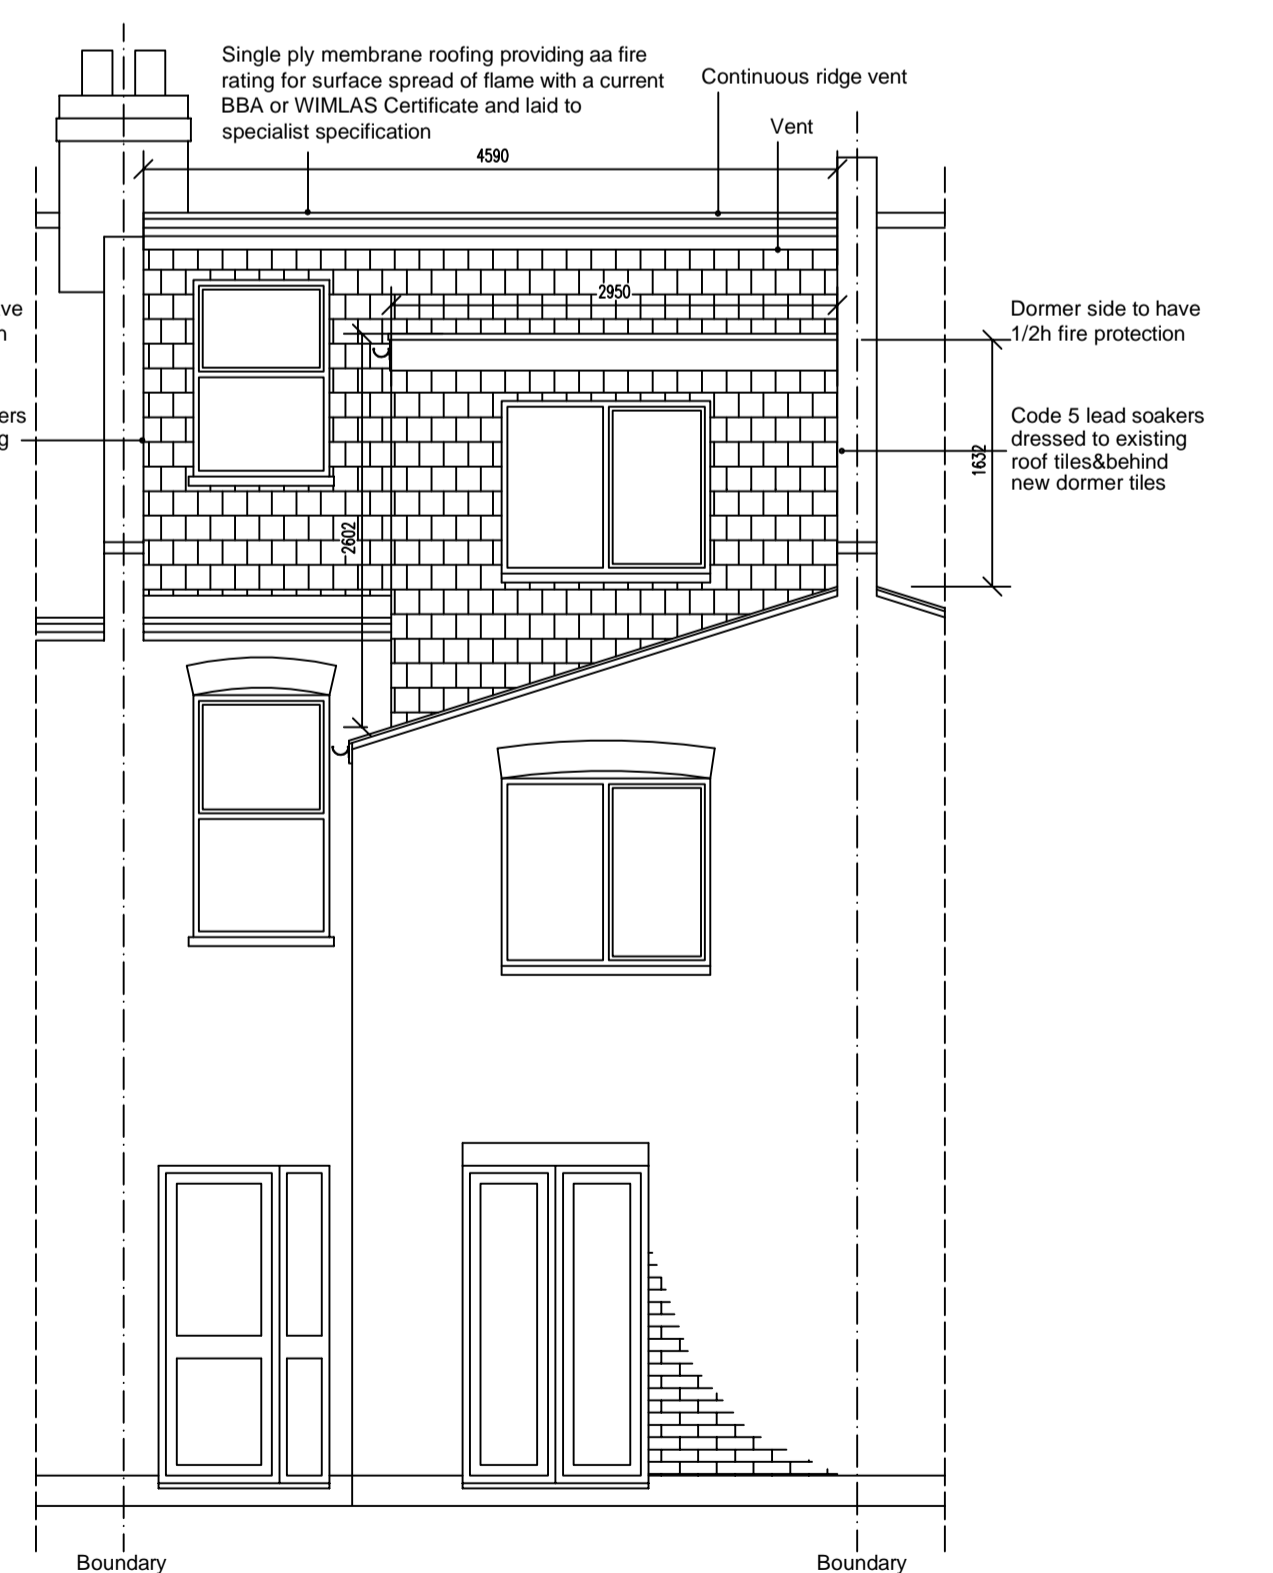 Single ply membrane roofing providing aa fire
rating for surface spread of flame with a current
BBA or WIMLAS Certificate and laid to
specialist specification
Continuous ridge vent
Vent
4590
2950
ve
n
Dormer side to have
1/2h fire protection
ers
g
Code 5 lead soakers
dressed to existing
roof tiles&behind
new dormer tiles
1632
2602
Boundary
Boundary